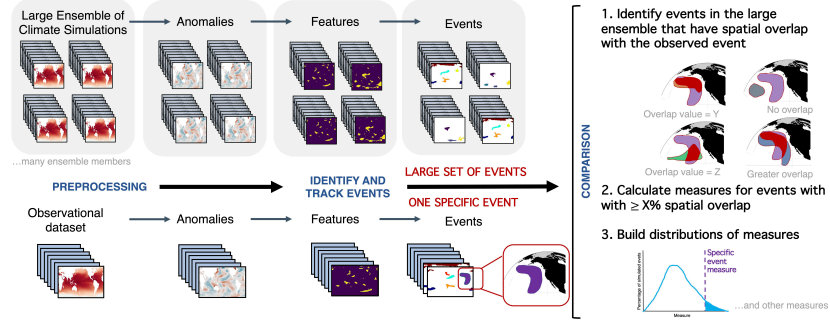 Large Ensemble of
Climate Simulations
Anomalies
Features
Events
...many ensemble members
PREPROCESSING
IDENTIFY AND
TRACK EVENTS
LARGE SET OF EVENTS
ONE SPECIFIC EVENT
Observational
dataset
Anomalies
Features
Events
COMPARISON
1. Identify events in the large
ensemble that have spatial overlap
with the observed event
Overlap value = Y
No overlap
Overlap value = Z
Greater overlap
2. Calculate measures for events with
with ≥ X% spatial overlap
3. Build distributions of measures
Percentage of simulated events
Specific
event
measure
Measure
...and other measures